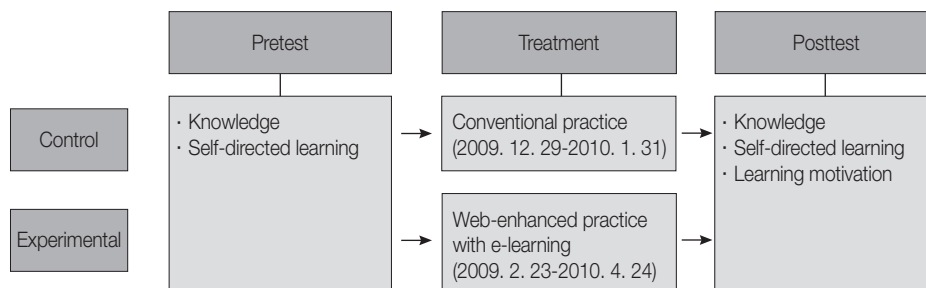 Pretest
Treatment
Posttest
Control
· Knowledge
· Self-directed learning
Conventional practice
(2009. 12. 29-2010. 1. 31)
· Knowledge
· Self-directed learning
· Learning motivation
Experimental
Web-enhanced practice
with e-learning
(2009. 2. 23-2010. 4. 24)